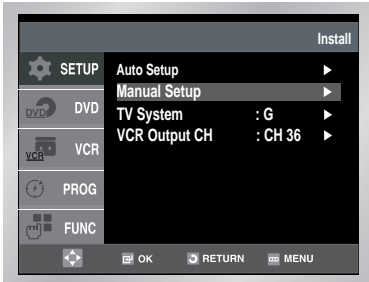 Install
SETUP
Auto Setup
Manual Setup
DVD DVD
TV System : G
VCR Output CH : CH 36
VCR VCR
PROG
FUNC
OK RETURN MENU